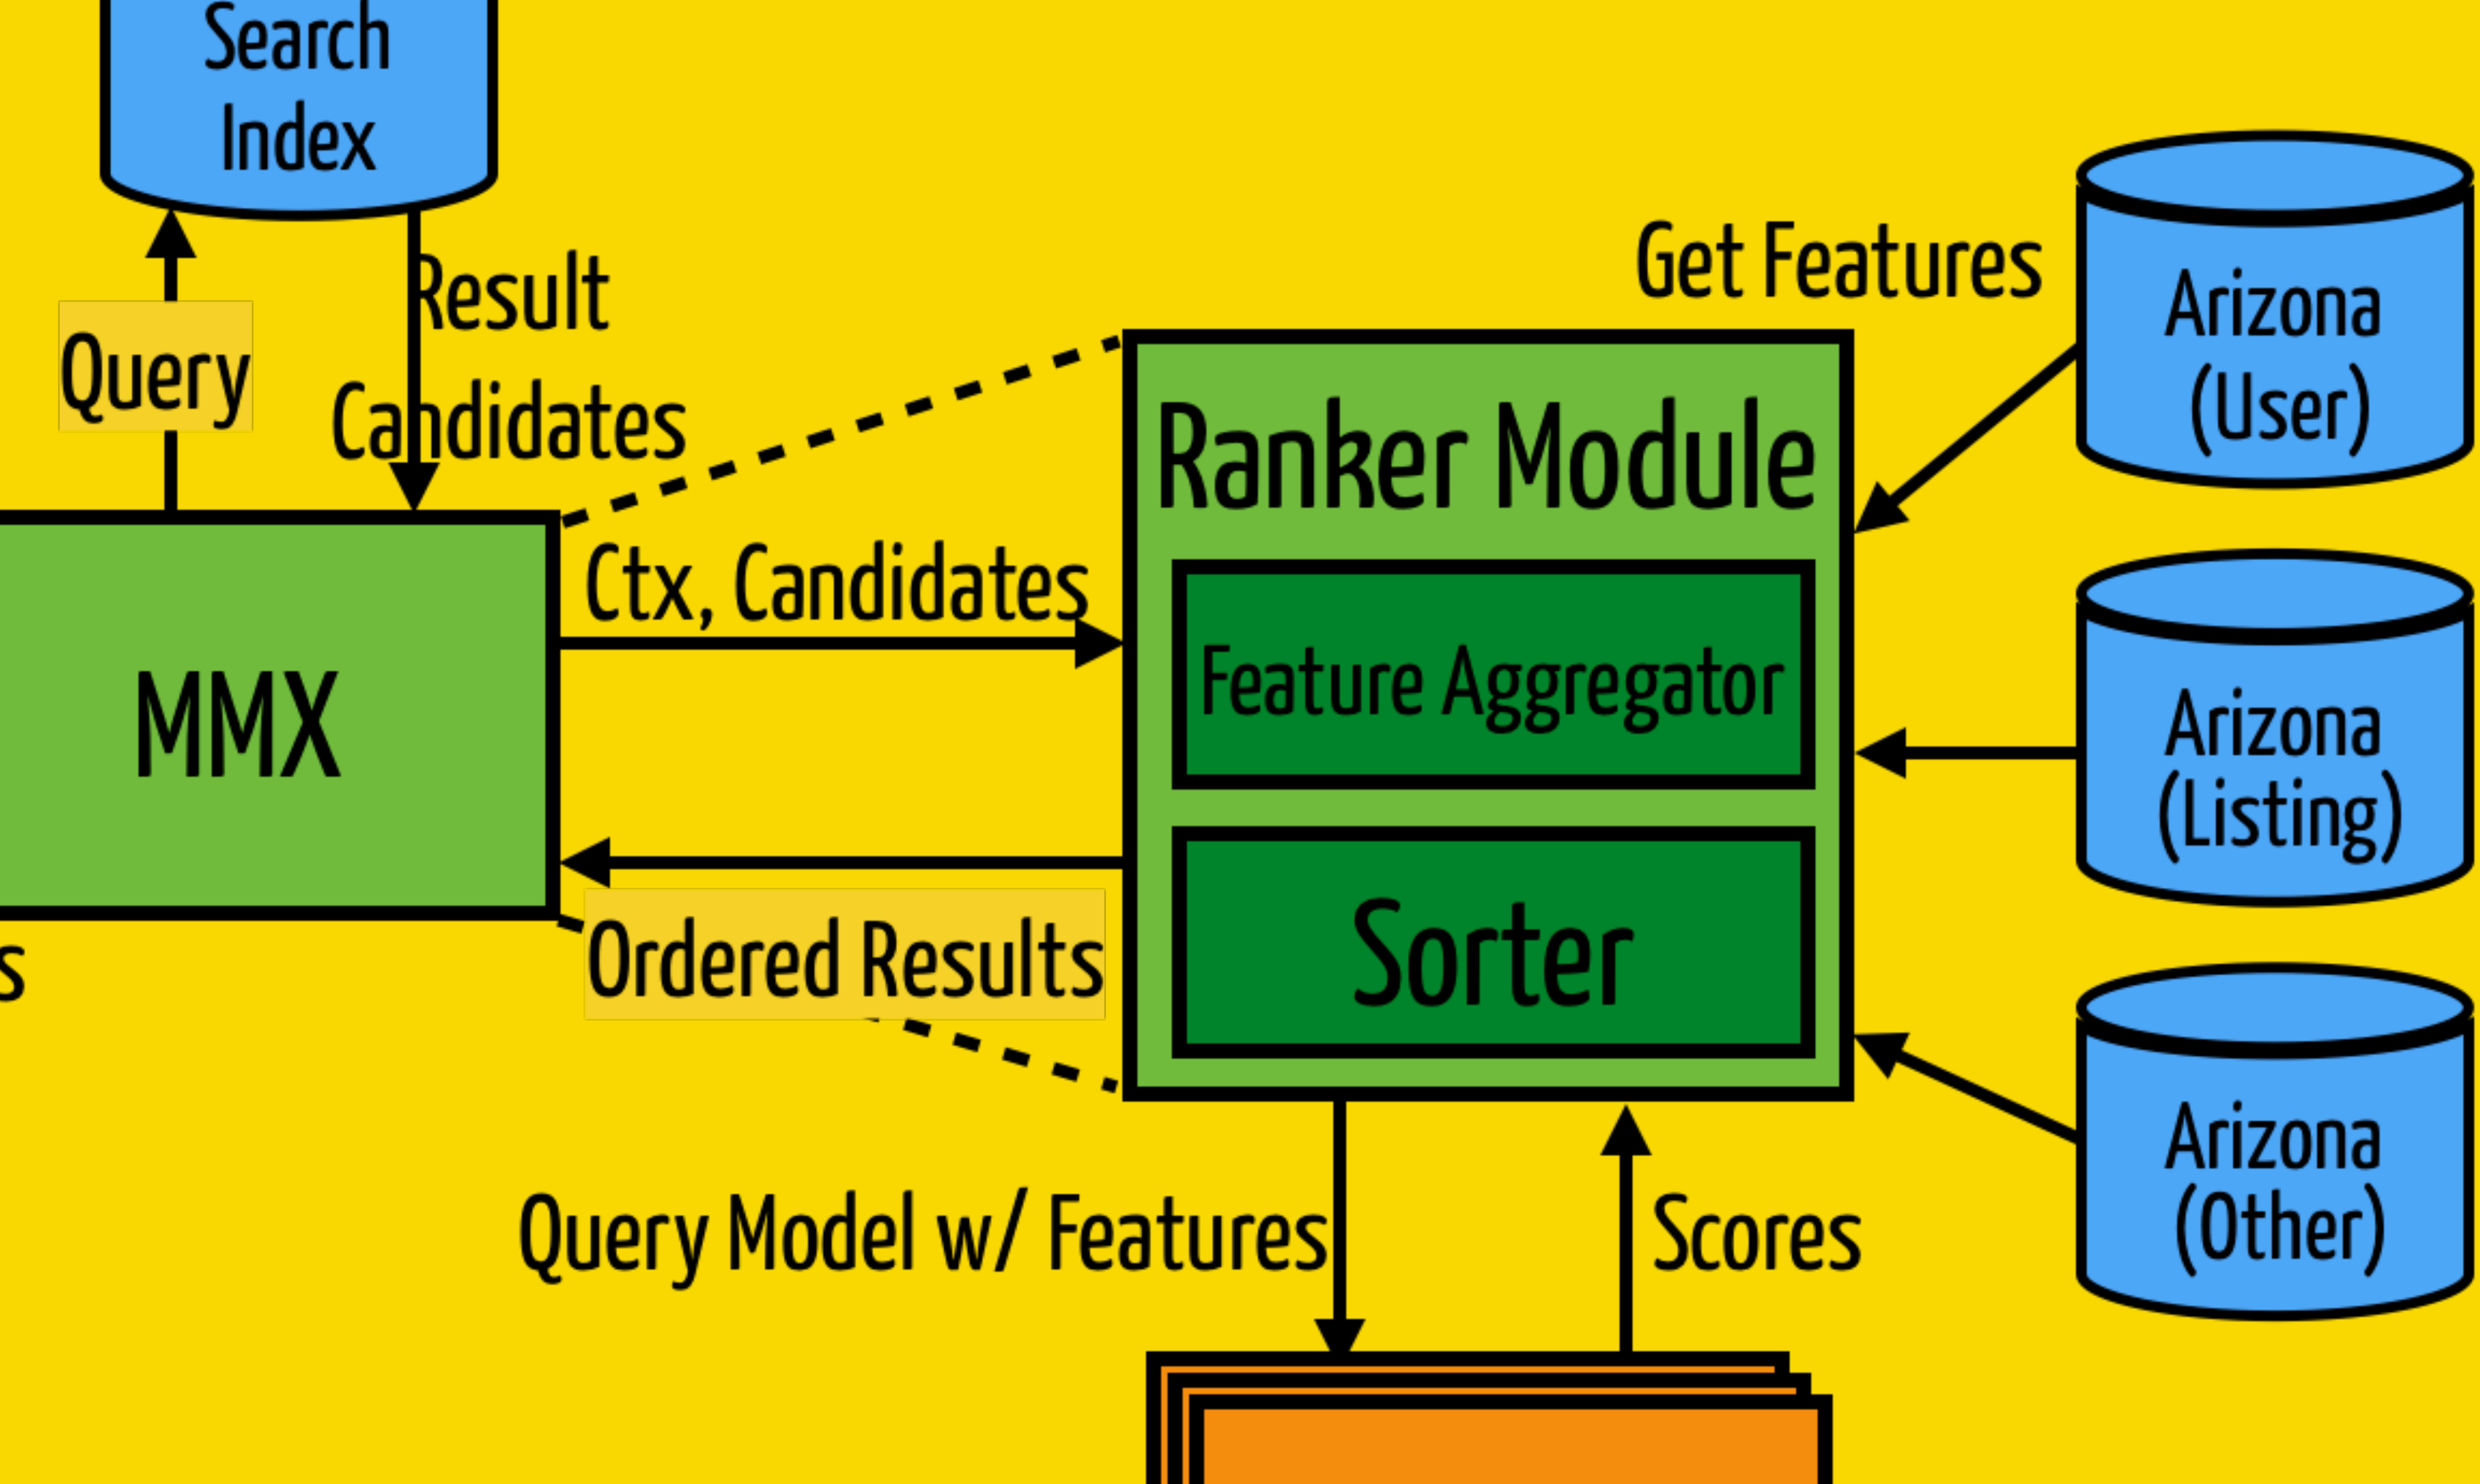 Search
Index
Query
Result
Candidates
Get Features
Arizona
(User)
Ranker Module
Ctx, Candidates
Feature Aggregator
MMX
Arizona
(Listing)
Sorter
Ordered Results
s
Arizona
(Other)
Query Model w/ Features
Scores